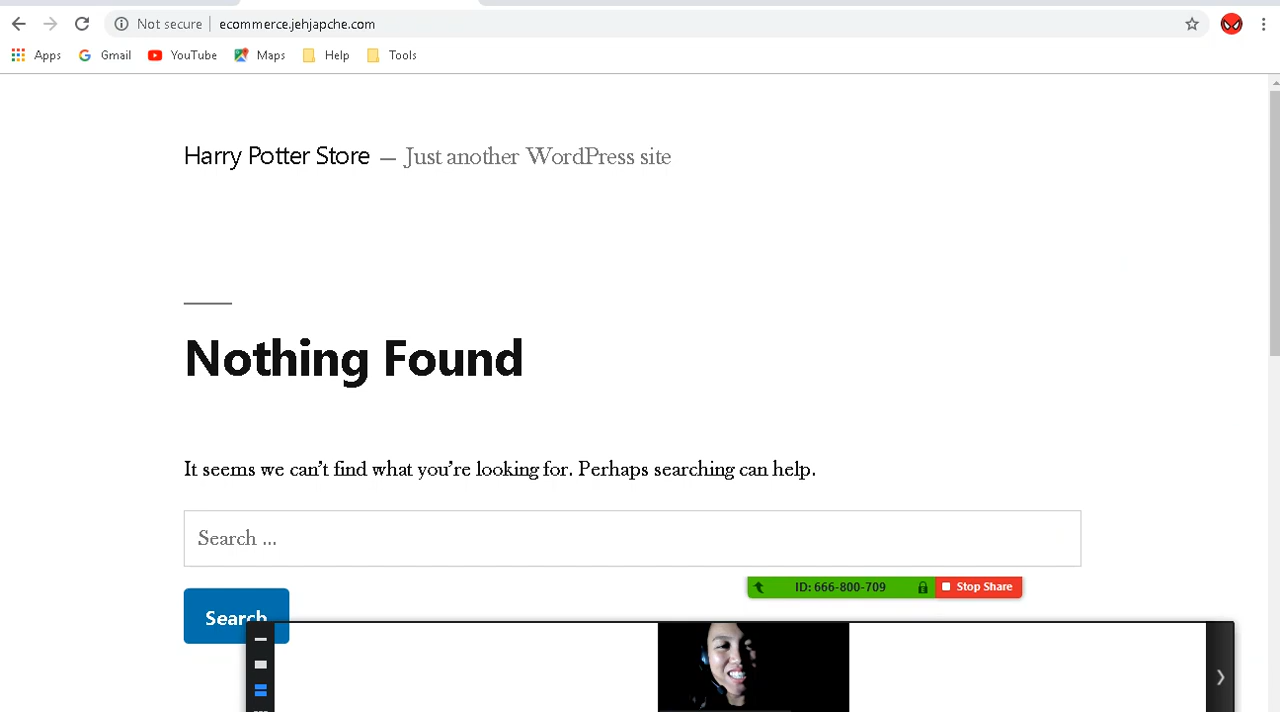 Not secure | ecommerce.jehjapche.com
Apps Gmail YouTube Maps Help Tools
Harry Potter Store — Just another WordPress site
Nothing Found
It seems we can’t find what you’re looking for. Perhaps searching can help.
Search ...
ID: 666-800-709 Stop Share
Search